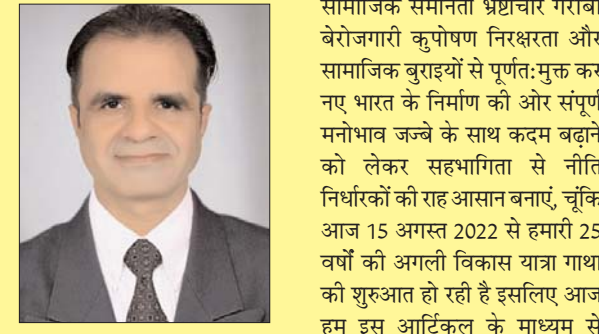 सामाजिक समानता भ्रष्टाचार गरीबी
बेरोजगारी कुपोषण निरक्षरता और
सामाजिक बुराइयों से पूर्णत:मुक्त कर
नए भारत के निर्माण की ओर संपूर्ण
मनोभाव जज्बे के साथ कदम बढ़ाने
को लेकर सहभागिता से नीति
निर्धारकों की राह आसान बनाएं, चूंकि
आज 15 अगस्त 2022 से हमारी 25
वर्षों की अगली विकास यात्रा गाथा
की शुरुआत हो रही है इसलिए आज
हम इस आर्टिकल के माध्यम से